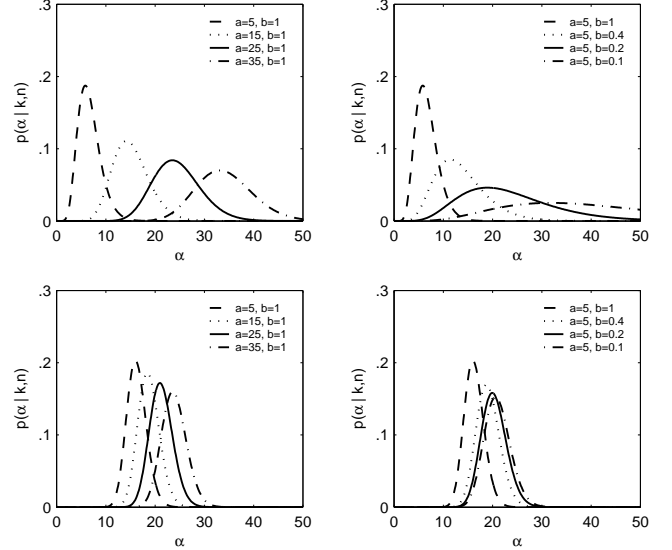 .3
.2
.1
0
0 10 20 30 40 50
α
p(α | k,n)
a=5, b=1
a=15, b=1
a=25, b=1
a=35, b=1
.3
.2
.1
0
0 10 20 30 40 50
α
p(α | k,n)
a=5, b=1
a=5, b=0.4
a=5, b=0.2
a=5, b=0.1
.3
.2
.1
0
0 10 20 30 40 50
α
p(α | k,n)
a=5, b=1
a=15, b=1
a=25, b=1
a=35, b=1
.3
.2
.1
0
0 10 20 30 40 50
α
p(α | k,n)
a=5, b=1
a=5, b=0.4
a=5, b=0.2
a=5, b=0.1